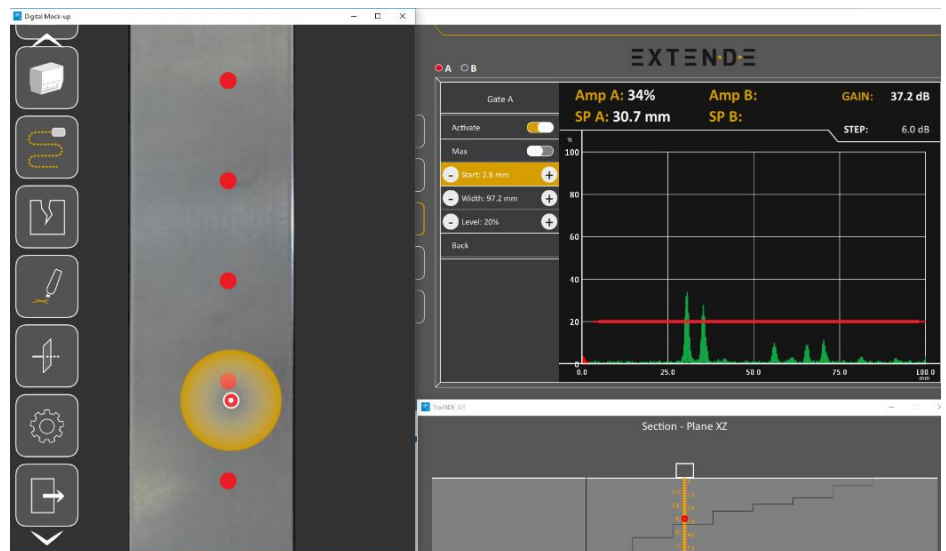 Digital Mock-up
EXTENDE
A B
Gate A
Activate
Max
- Start: 2.8 mm +
- Width: 97.2 mm +
- Level: 20% +
Back
Amp A: 34% Amp B: GAIN: 37.2 dB
SP A: 30.7 mm SP B:
STEP: 6.0 dB
%
100
80
60
40
20
0
0.0 25.0 50.0 75.0 100.0
mm
TraiNDE_UT
Section - Plane XZ